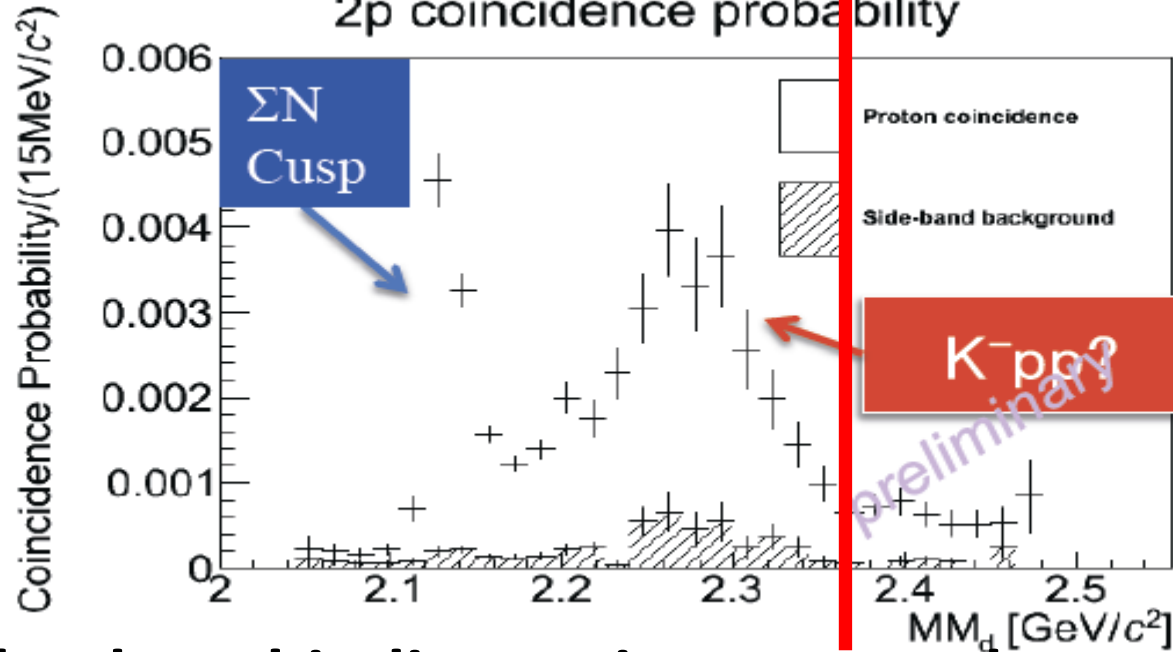 2p coincidence probability
Coincidence Probability/(15MeV/c²)
0.006
0.005
0.004
0.003
0.002
0.001
0
ΣN
Cusp
Proton coincidence
Side-band background
K⁻pp?
preliminary
2
2.1
2.2
2.3
2.4
2.5
MM_d [GeV/c²]